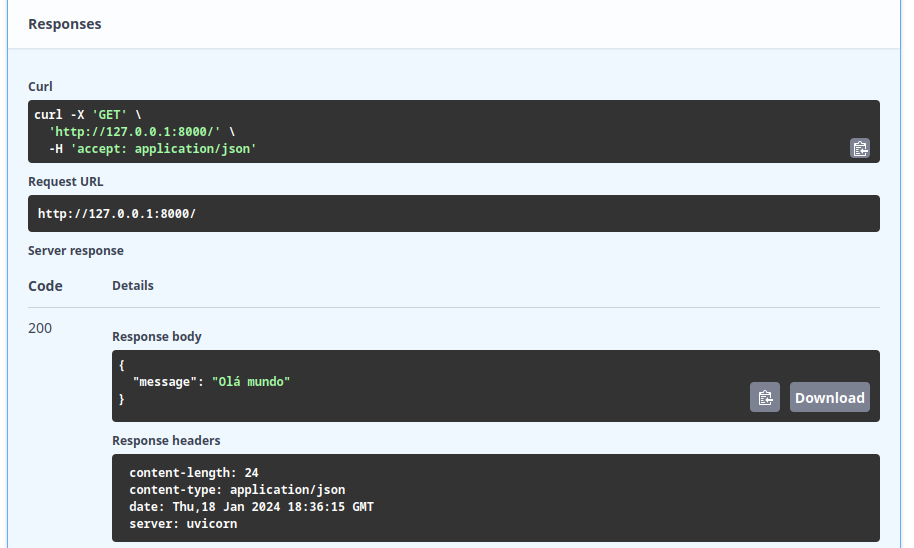 Responses
Curl
curl -X 'GET' \
'http://127.0.0.1:8000/' \
-H 'accept: application/json'
Request URL
http://127.0.0.1:8000/
Server response
Code Details
200
Response body
{
"message": "Olá mundo"
}
Download
Response headers
content-length: 24
content-type: application/json
date: Thu,18 Jan 2024 18:36:15 GMT
server: uvicorn